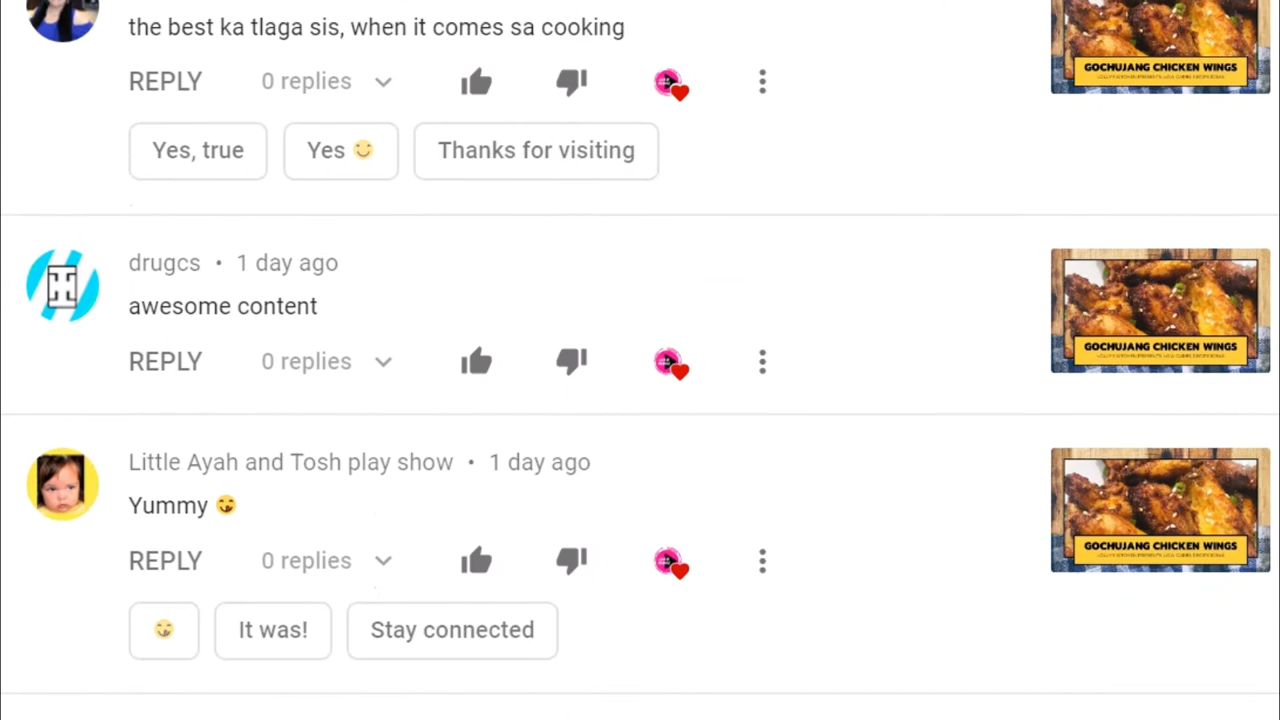 the best ka tlaga sis, when it comes sa cooking
REPLY 0 replies
GOCHUJANG CHICKEN WINGS
Yes, true Yes Thanks for visiting
drugcs • 1 day ago
awesome content
REPLY 0 replies
GOCHUJANG CHICKEN WINGS
Little Ayah and Tosh play show • 1 day ago
Yummy 😋
REPLY 0 replies
GOCHUJANG CHICKEN WINGS
😋 It was! Stay connected